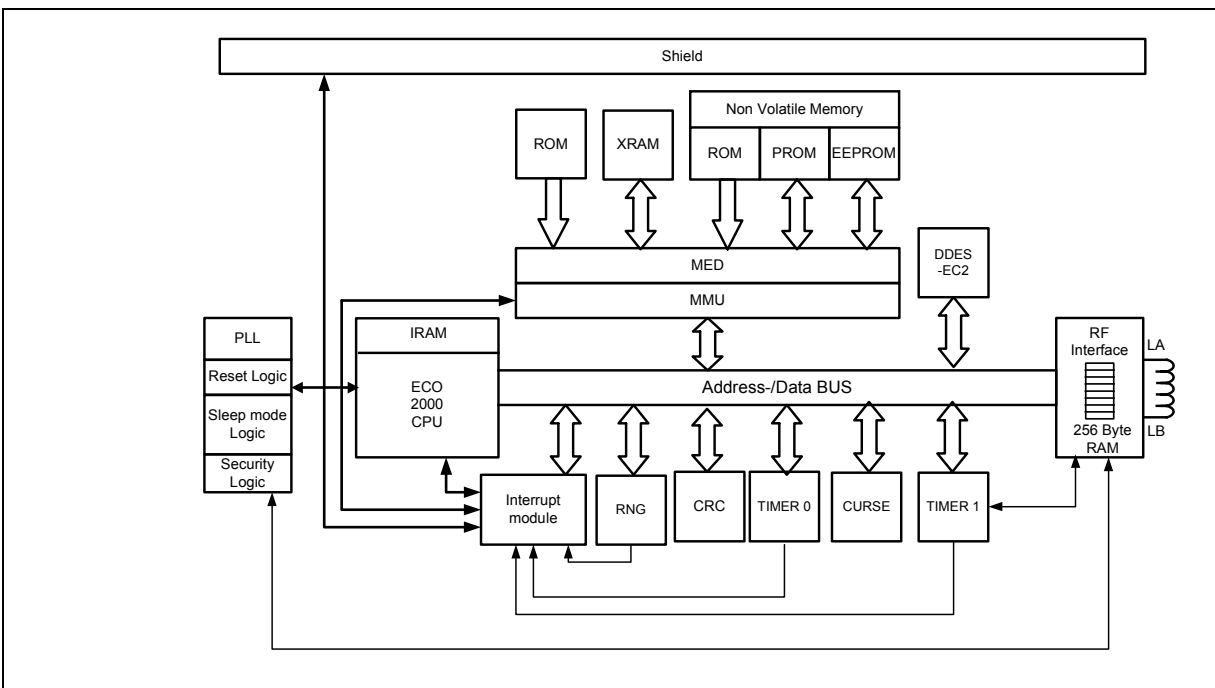 Shield
Non Volatile Memory
ROM
XRAM
ROM
PROM
EEPROM
DDES
-EC2
MED
MMU
PLL
Reset Logic
Sleep mode
Logic
Security
Logic
IRAM
ECO
2000
CPU
Address-/Data BUS
RF
Interface
256 Byte
RAM
LA
LB
Interrupt
module
RNG
CRC
TIMER 0
CURSE
TIMER 1